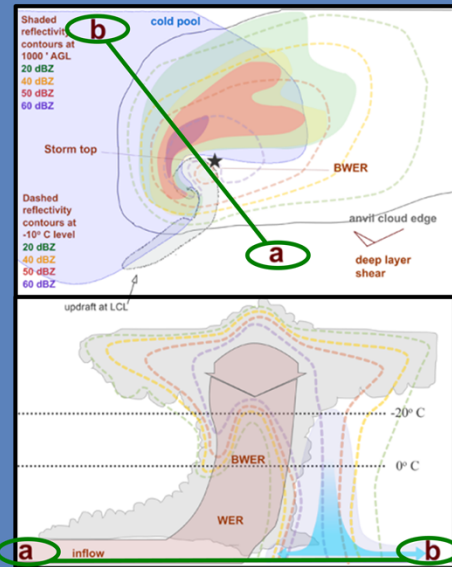 Shaded
reflectivity
contours at
1000 ' AGL
20 dBZ
40 dBZ
50 dBZ
60 dBZ
b
cold pool
Storm top
BWER
a
anvil cloud edge
deep layer
shear
Dashed
reflectivity
contours at
-10° C level
20 dBZ
40 dBZ
50 dBZ
60 dBZ
updraft at LCL
-20° C
BWER
0° C
WER
a
inflow
b